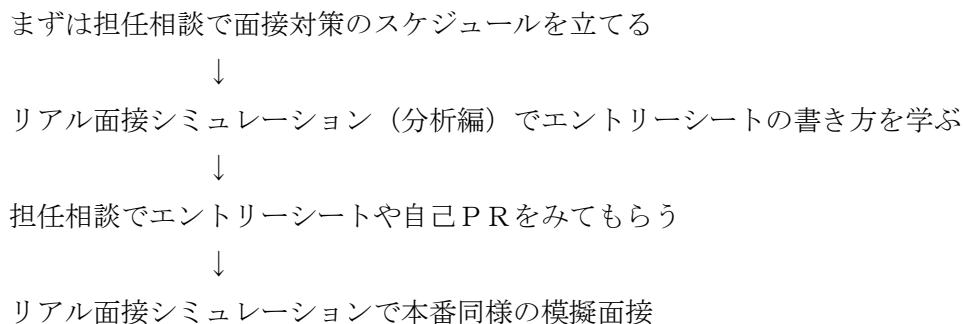 まずは担任相談で面接対策のスケジュールを立てる
↓
リアル面接シミュレーション（分析編）でエントリーシートの書き方を学ぶ
↓
担任相談でエントリーシートや自己ＰＲをみてもらう
↓
リアル面接シミュレーションで本番同様の模擬面接